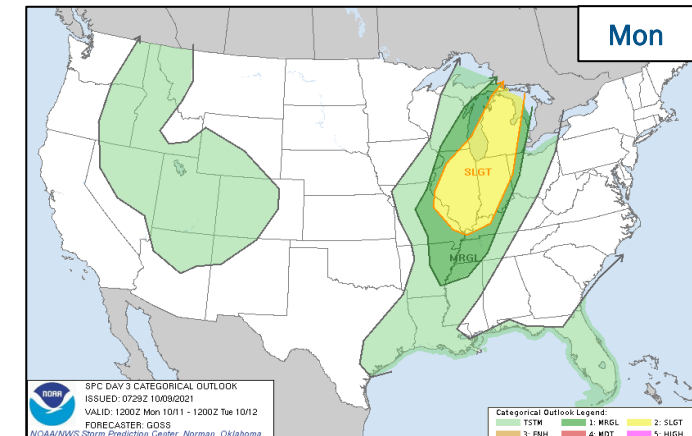 Mon
SLGT
MRGL
NOAA
SPC DAY 3 CATEGORICAL OUTLOOK
ISSUED: 0729Z 10/09/2021
VALID: 1200Z Mon 10/11 - 1200Z Tue 10/12
FORECASTER: GOSS
NOAA/NWS Storm Prediction Center, Norman, Oklahoma
Categorical Outlook Legend:
TSTM 1: MRGL 2: SLGT
3: ENH 4: MDT 5: HIGH